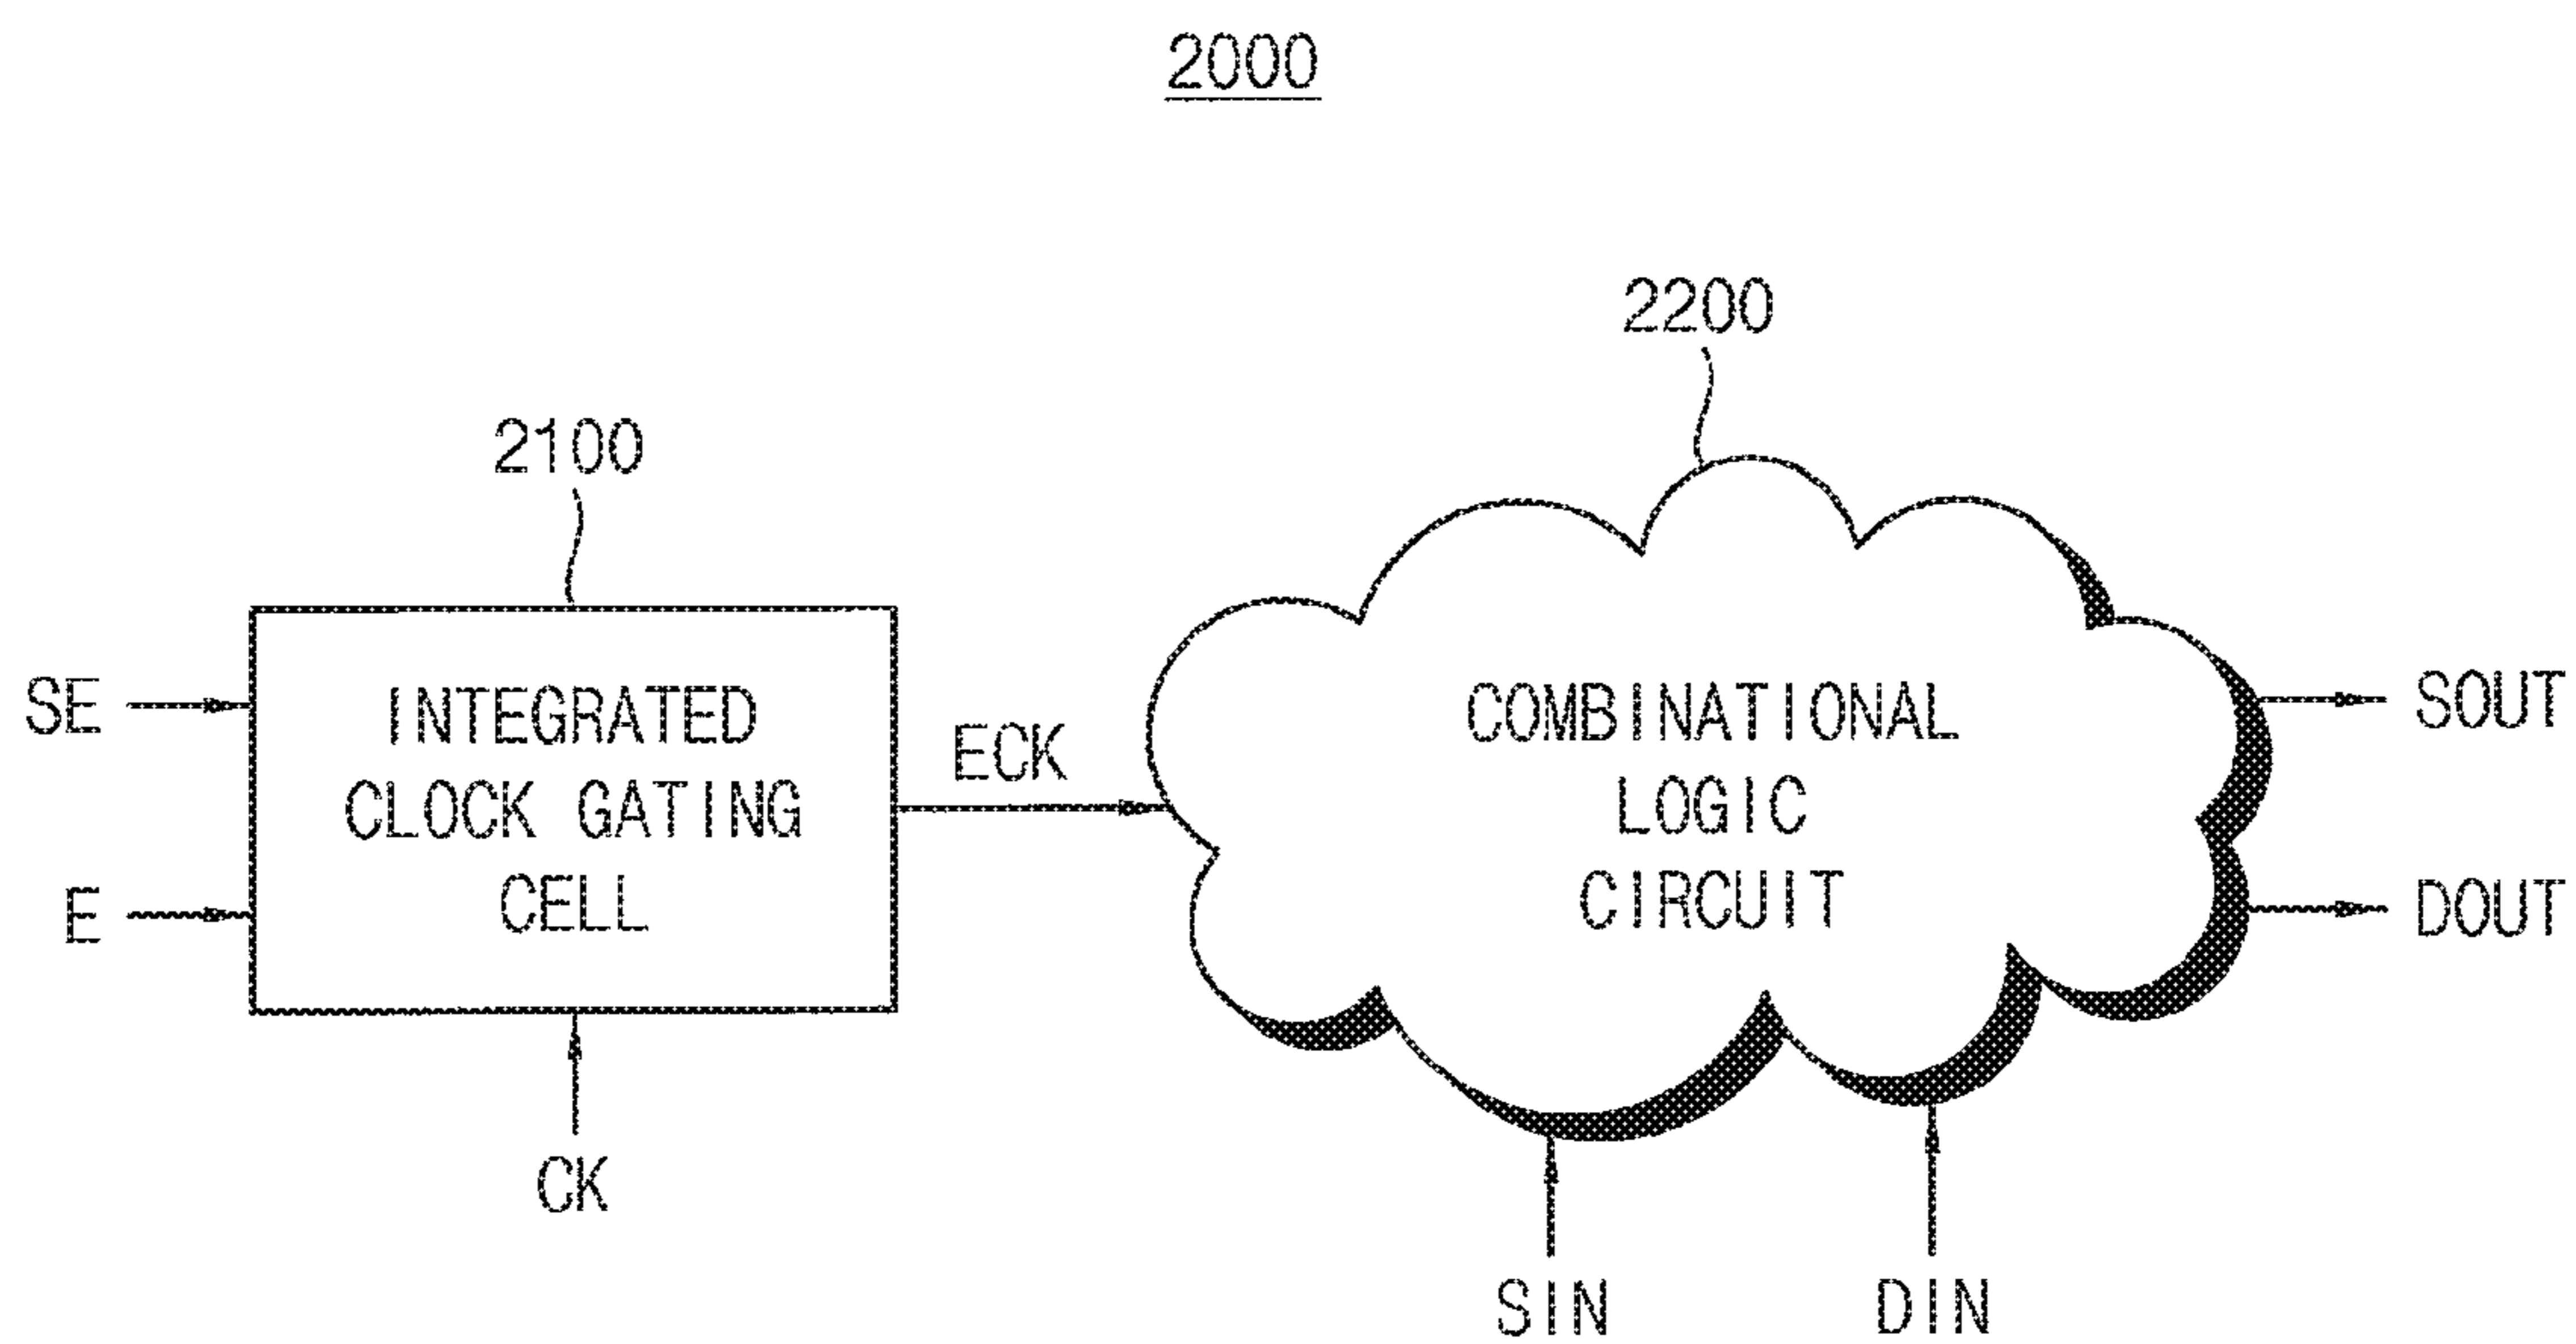 2000
2200
2100
SE
INTEGRATED
CLOCK GATING
CELL
E
CK
ECK
COMBINATIONAL
LOGIC
CIRCUIT
SOUT
DOUT
SIN
DIN